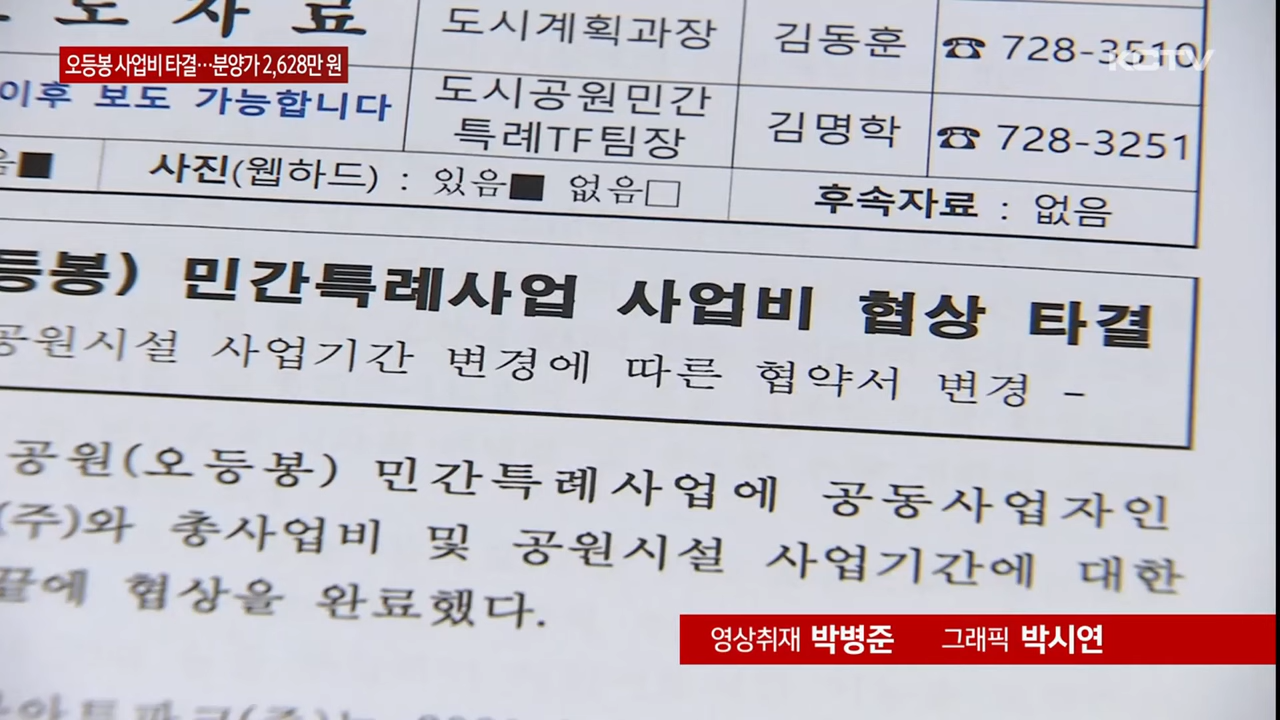 보도자료
도시계획과장 김동훈 ☎ 728-3510
KCTV
오등봉 사업비 타결…분양가 2,628만 원
이후 보도 가능합니다
도시공원민간
특례TF팀장 김명학 ☎ 728-3251
■ 사진(웹하드) : 있음■ 없음□ 후속자료 : 없음
등봉) 민간특례사업 사업비 협상 타결
공원시설 사업기간 변경에 따른 협약서 변경 -
공원(오등봉) 민간특례사업에 공동사업자인
(주)와 총사업비 및 공원시설 사업기간에 대한
끝에 협상을 완료했다.
영상취재 박병준 그래픽 박시연